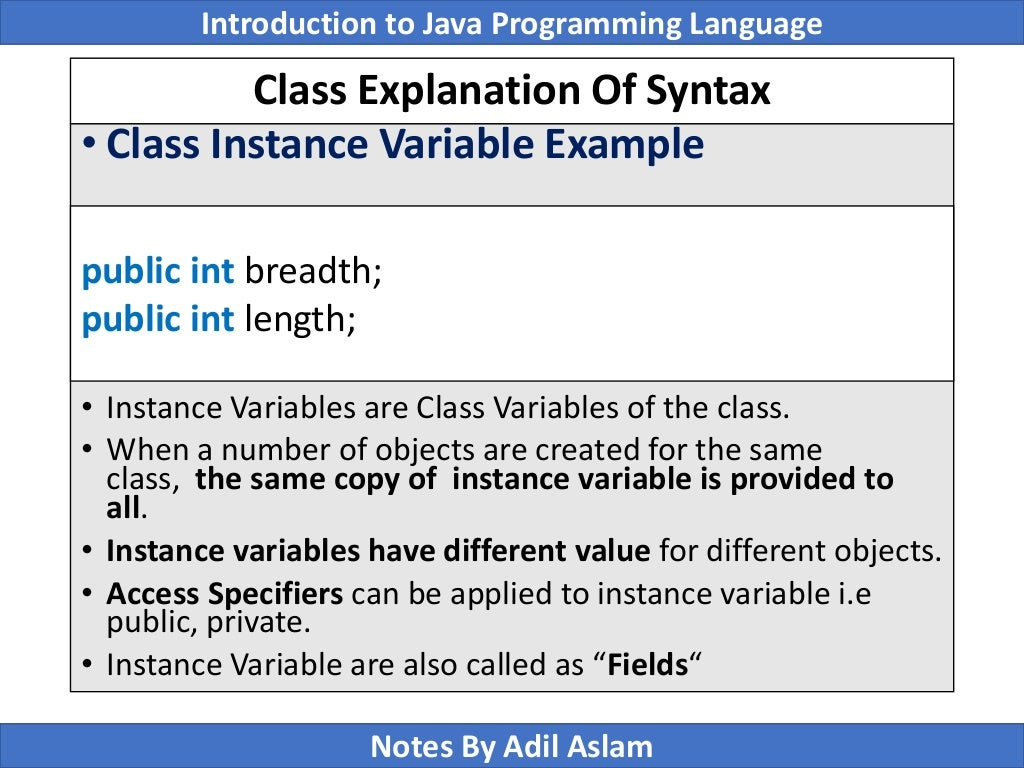 Introduction to Java Programming Language
Class Explanation Of Syntax
• Class Instance Variable Example
public int breadth;
public int length;
• Instance Variables are Class Variables of the class.
• When a number of objects are created for the same
class,  the same copy of  instance variable is provided to
all.
• Instance variables have different value for different objects.
• Access Specifiers can be applied to instance variable i.e
public, private.
• Instance Variable are also called as “Fields“
Notes By Adil Aslam